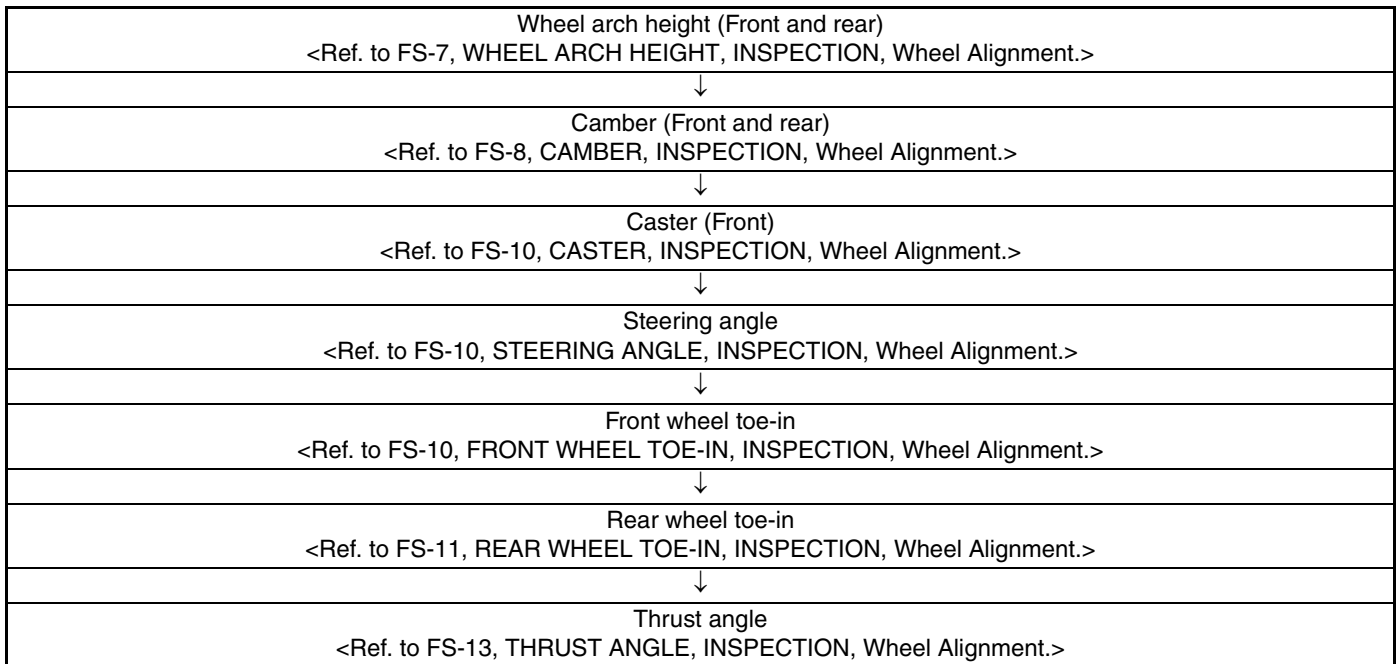 Wheel arch height (Front and rear)
<Ref. to FS-7, WHEEL ARCH HEIGHT, INSPECTION, Wheel Alignment.>
↓
Camber (Front and rear)
<Ref. to FS-8, CAMBER, INSPECTION, Wheel Alignment.>
↓
Caster (Front)
<Ref. to FS-10, CASTER, INSPECTION, Wheel Alignment.>
↓
Steering angle
<Ref. to FS-10, STEERING ANGLE, INSPECTION, Wheel Alignment.>
↓
Front wheel toe-in
<Ref. to FS-10, FRONT WHEEL TOE-IN, INSPECTION, Wheel Alignment.>
↓
Rear wheel toe-in
<Ref. to FS-11, REAR WHEEL TOE-IN, INSPECTION, Wheel Alignment.>
↓
Thrust angle
<Ref. to FS-13, THRUST ANGLE, INSPECTION, Wheel Alignment.>